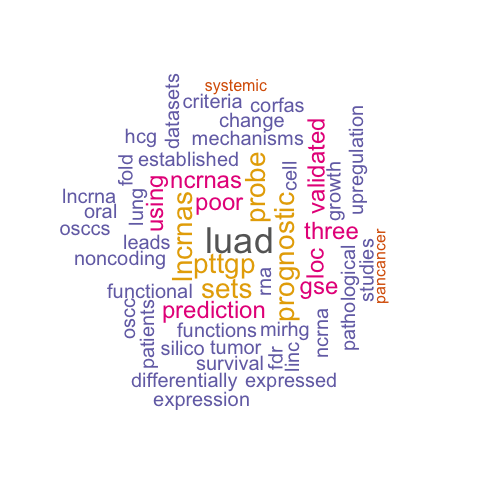 systemic
datasets
criteria
corfas
change
hcg
mechanisms
upregulation
validated
fold
established
probe
cell
growth
lncrna
lung
using
ncrnas
poor
lncrnas
prognostic
oral
osccs
luad
three
leads
noncoding
pttgp
loc
rna
pathological
studies
pancancer
functional
sets
gse
oscc
patients
prediction
functions
mirhg
ncrna
silico
tumor
fdr
linc
survival
differentially
expressed
expression